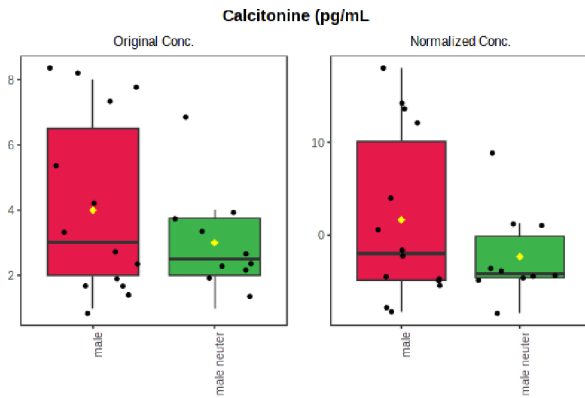 Calcitonine (pg/mL
Original Conc.
Normalized Conc.
8
6
4
2
10
0
male
male neuter
male
male neuter